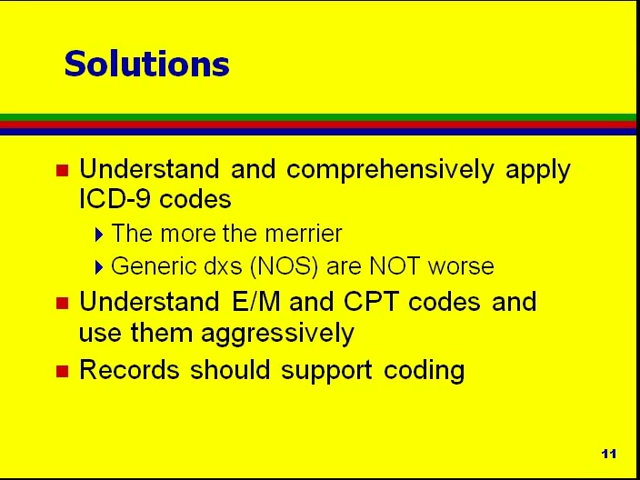 Solutions
Understand and comprehensively apply
ICD-9 codes
The more the merrier
Generic dxs (NOS) are NOT worse
Understand E/M and CPT codes and
use them aggressively
Records should support coding
11